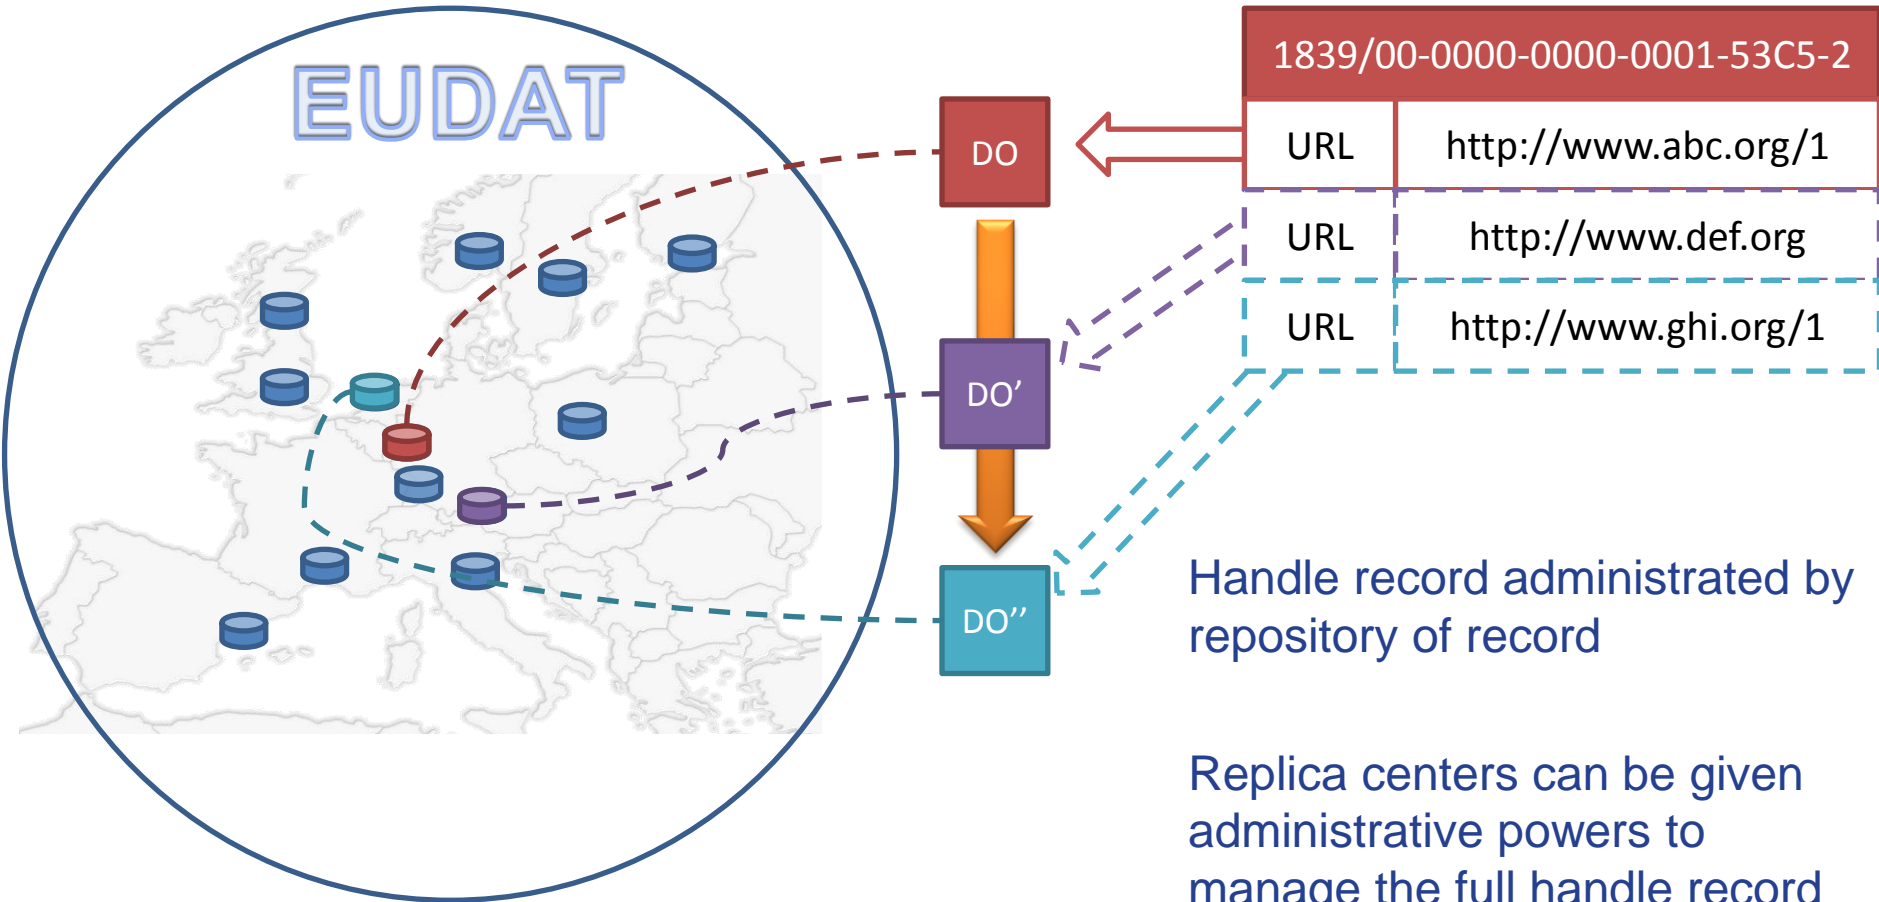 EUDAT
1839/00-0000-0000-0001-53C5-2
URL http://www.abc.org/1
URL http://www.def.org
URL http://www.ghi.org/1
DO
DO’
DO’’
Handle record administrated by
repository of record
Replica centers can be given
administrative powers to
manage the full handle record